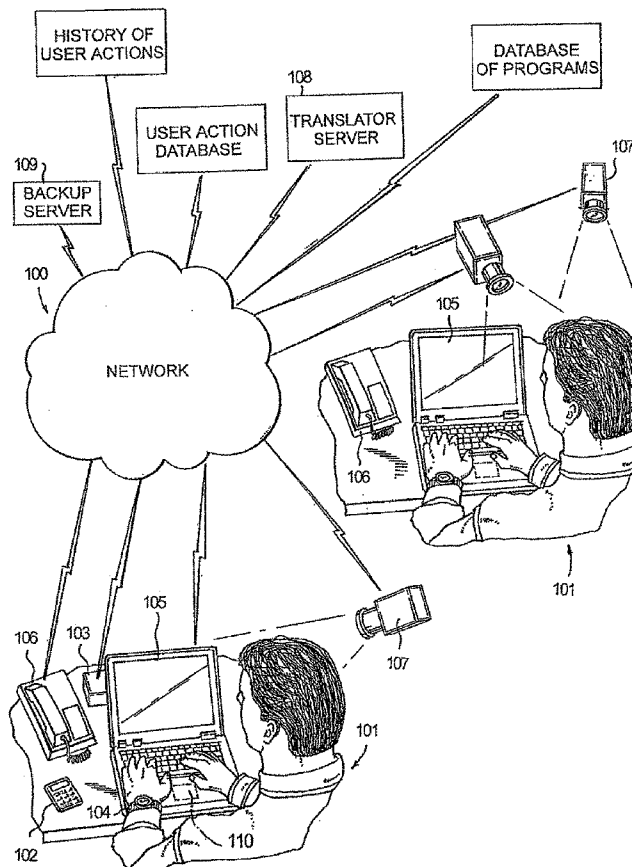 HISTORY OF
USER ACTIONS
DATABASE
OF PROGRAMS
108
TRANSLATOR
SERVER
USER ACTION
DATABASE
109
BACKUP
SERVER
107
100
105
NETWORK
106
101
107
105
106
103
101
104
102
110